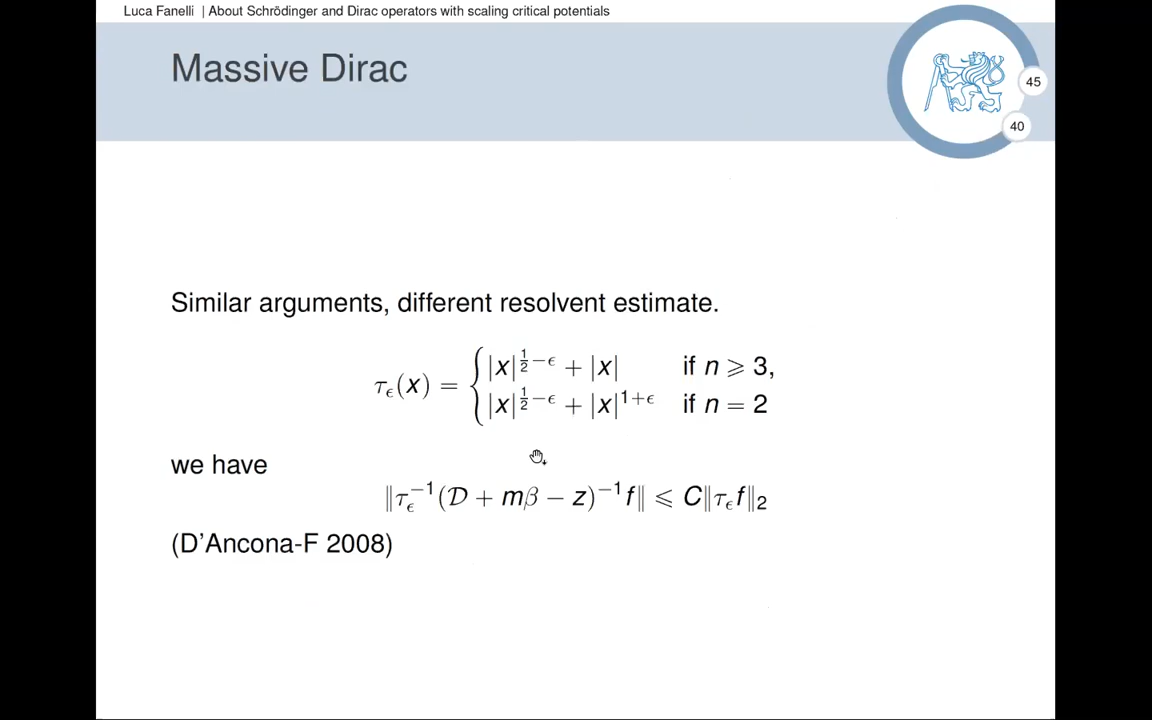 Luca Fanelli | About Schrödinger and Dirac operators with scaling critical potentials
Massive Dirac
45
40
Similar arguments, different resolvent estimate.
τ_ϵ(x) = { |x|^{1/2−ϵ} + |x| if n ⩾ 3,
|x|^{1/2−ϵ} + |x|^{1+ϵ} if n = 2
we have
‖τ_ϵ^{−1}(𝒟 + mβ − z)^{−1}f‖ ⩽ C‖τ_ϵ f‖_2
(D'Ancona-F 2008)